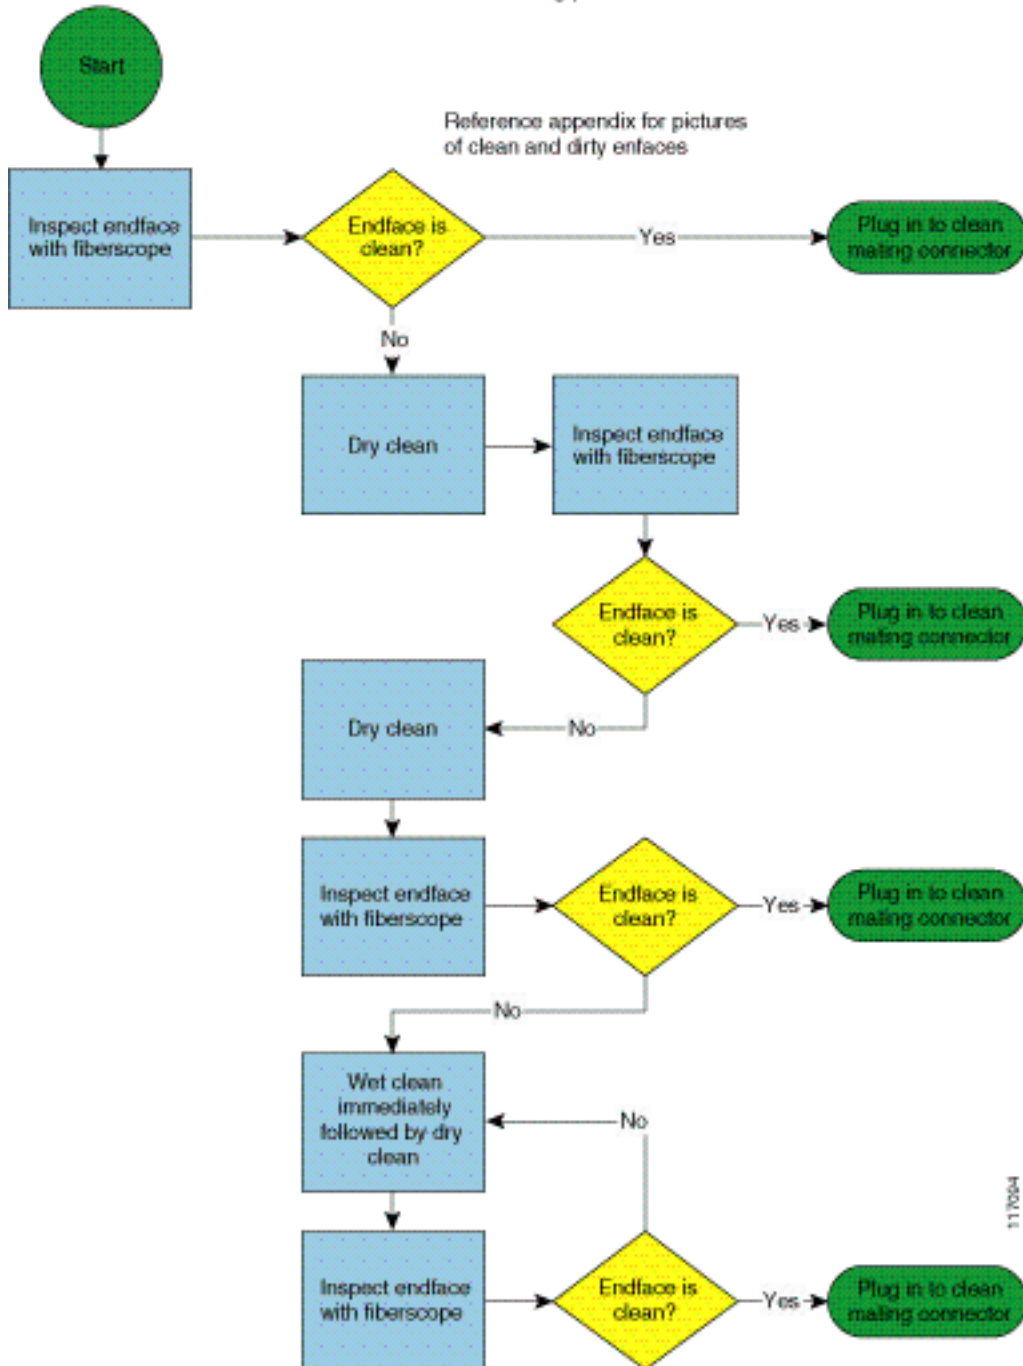 Start
Reference appendix for pictures
of clean and dirty enfaces
Inspect endface
with fiberscope
Endface is
clean?
Yes
Plug in to clean
mating connector
No
Dry clean
Inspect endface
with fiberscope
Endface is
clean?
Yes
Plug in to clean
mating connector
No
Dry clean
Inspect endface
with fiberscope
Endface is
clean?
Yes
Plug in to clean
mating connector
No
Wet clean
immediately
followed by dry
clean
No
117094
Inspect endface
with fiberscope
Endface is
clean?
Yes
Plug in to clean
mating connector